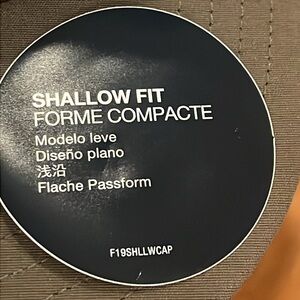 SHALLOW FIT
FORME COMPACTE
Modelo leve
Diseño plano
浅沿
Flache Passform
F19SHLLWCAP